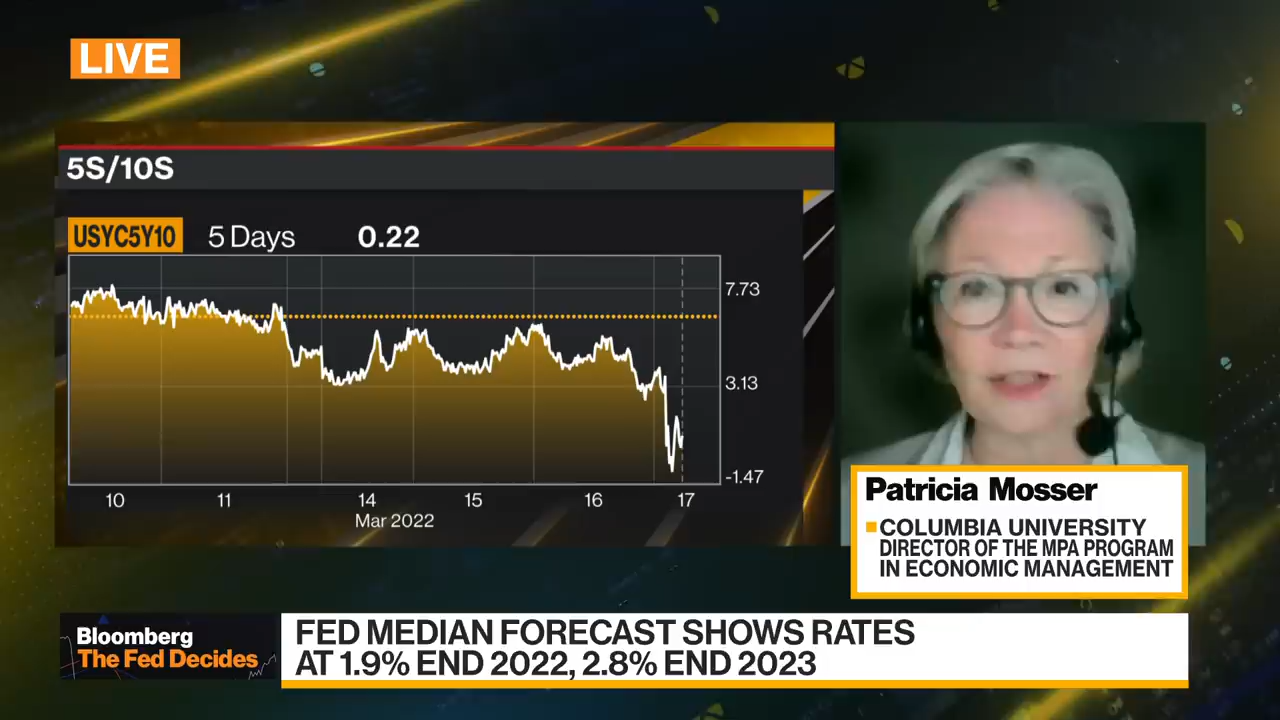 LIVE
5S/10S
USYC5Y10 5 Days 0.22
7.73
3.13
-1.47
10 11 14 15 16 17
Mar 2022
Patricia Mosser
COLUMBIA UNIVERSITY
DIRECTOR OF THE MPA PROGRAM
IN ECONOMIC MANAGEMENT
Bloomberg
The Fed Decides
FED MEDIAN FORECAST SHOWS RATES
AT 1.9% END 2022, 2.8% END 2023